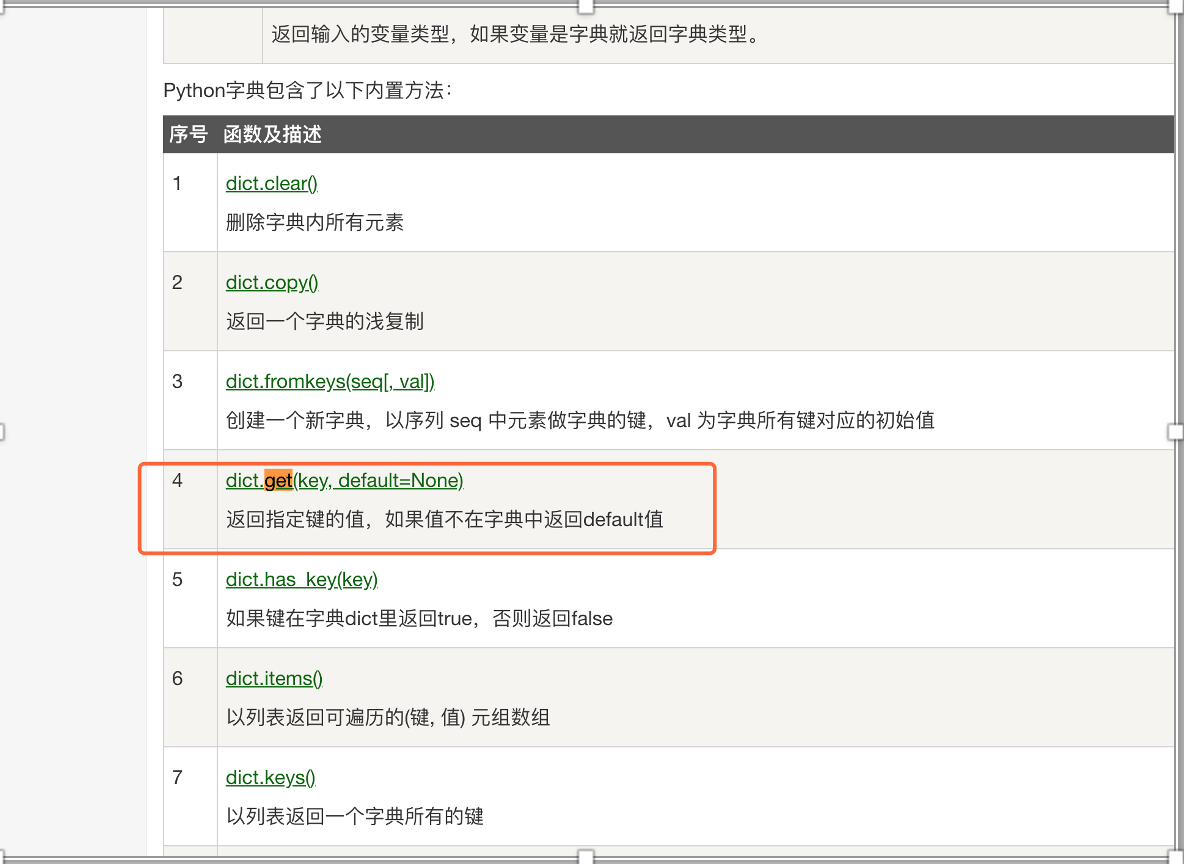 返回输入的变量类型，如果变量是字典就返回字典类型。
Python字典包含了以下内置方法：
序号 函数及描述
1 dict.clear()
删除字典内所有元素
2 dict.copy()
返回一个字典的浅复制
3 dict.fromkeys(seq[, val])
创建一个新字典，以序列 seq 中元素做字典的键，val 为字典所有键对应的初始值
4 dict.get(key, default=None)
返回指定键的值，如果值不在字典中返回default值
5 dict.has_key(key)
如果键在字典dict里返回true，否则返回false
6 dict.items()
以列表返回可遍历的(键, 值) 元组数组
7 dict.keys()
以列表返回一个字典所有的键